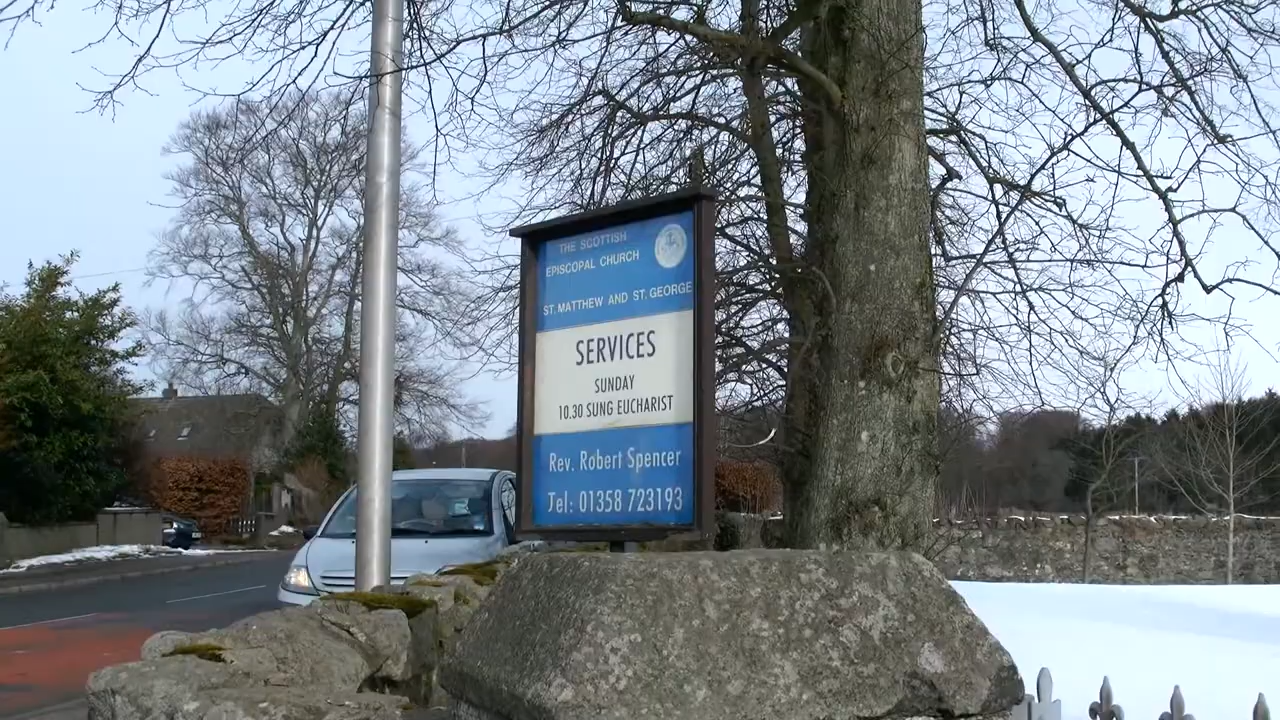 THE SCOTTISH
EPISCOPAL CHURCH
ST. MATTHEW AND ST. GEORGE
SERVICES
SUNDAY
10.30 SUNG EUCHARIST
Rev. Robert Spencer
Tel: 01358 723193